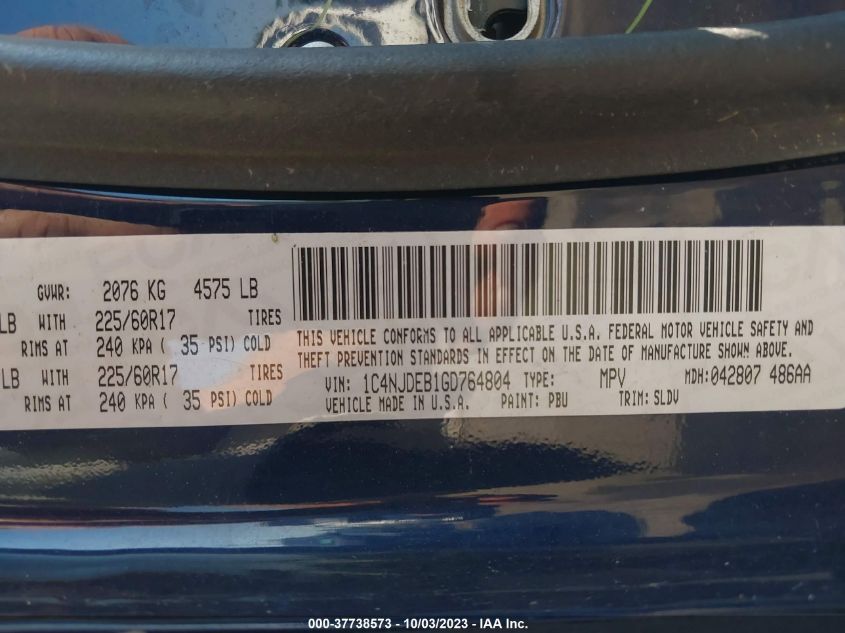 GVWR: 2076 KG 4575 LB
LB WITH 225/60R17 TIRES
RIMS AT 240 KPA ( 35 PSI) COLD
LB WITH 225/60R17 TIRES
RIMS AT 240 KPA ( 35 PSI) COLD
THIS VEHICLE CONFORMS TO ALL APPLICABLE U.S.A. FEDERAL MOTOR VEHICLE SAFETY AND
THEFT PREVENTION STANDARDS IN EFFECT ON THE DATE OF MANUFACTURE SHOWN ABOVE.
VIN: 1C4NJDEB1GD764804 TYPE: MPV MDH:042807 486AA
VEHICLE MADE IN U.S.A. PAINT: PBU TRIM: SLDV
000-37738573 - 10/03/2023 - IAA Inc.